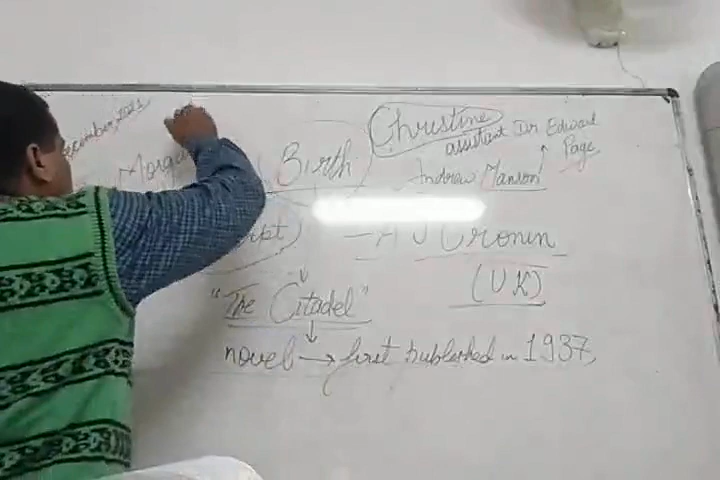 Christine
assistant Dr Edward
Page
(Birth)
Andrew Manson
— A J Cronin
"The Citadel"
(UK)
novel → first published in 1937,